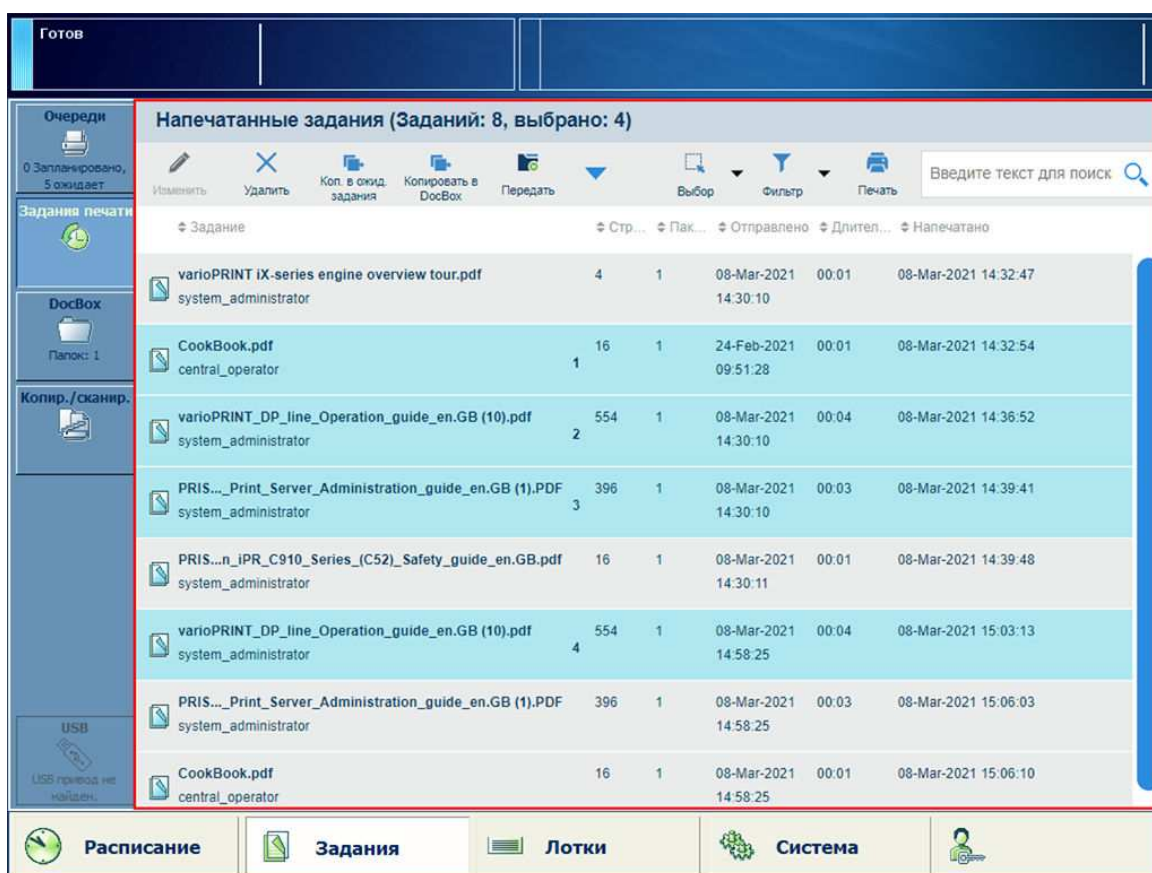 Готов
Очереди
0 Запланировано,
5 ожидает
Задания печати
DocBox
Папок: 1
Копир./сканир.
USB
USB привод не
найден.
Напечатанные задания (Заданий: 8, выбрано: 4)
Изменить
Удалить
Коп. в ожид.
задания
Копировать в
DocBox
Передать
Выбор
Фильтр
Печать
Введите текст для поиск
Задание Стр... Пак... Отправлено Длител... Напечатано
varioPRINT iX-series engine overview tour.pdf 4 1 08-Mar-2021 00:01 08-Mar-2021 14:32:47
system_administrator 14:30:10
CookBook.pdf 16 1 24-Feb-2021 00:01 08-Mar-2021 14:32:54
central_operator 1 09:51:28
varioPRINT_DP_line_Operation_guide_en.GB (10).pdf 554 1 08-Mar-2021 00:04 08-Mar-2021 14:36:52
system_administrator 2 14:30:10
PRIS..._Print_Server_Administration_guide_en.GB (1).PDF 396 1 08-Mar-2021 00:03 08-Mar-2021 14:39:41
system_administrator 3 14:30:10
PRIS...n_iPR_C910_Series_(C52)_Safety_guide_en.GB.pdf 16 1 08-Mar-2021 00:01 08-Mar-2021 14:39:48
system_administrator 14:30:11
varioPRINT_DP_line_Operation_guide_en.GB (10).pdf 554 1 08-Mar-2021 00:04 08-Mar-2021 15:03:13
system_administrator 4 14:58:25
PRIS..._Print_Server_Administration_guide_en.GB (1).PDF 396 1 08-Mar-2021 00:03 08-Mar-2021 15:06:03
system_administrator 14:58:25
CookBook.pdf 16 1 08-Mar-2021 00:01 08-Mar-2021 15:06:10
central_operator 14:58:25
Расписание
Задания
Лотки
Система